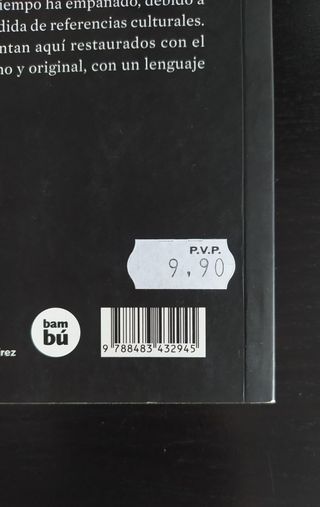 tiempo ha empañado, debido a
dida de referencias culturales.
ntan aquí restaurados con el
no y original, con un lenguaje
P.V.P.
9,90
bam
bú
9 788483 432945
rez